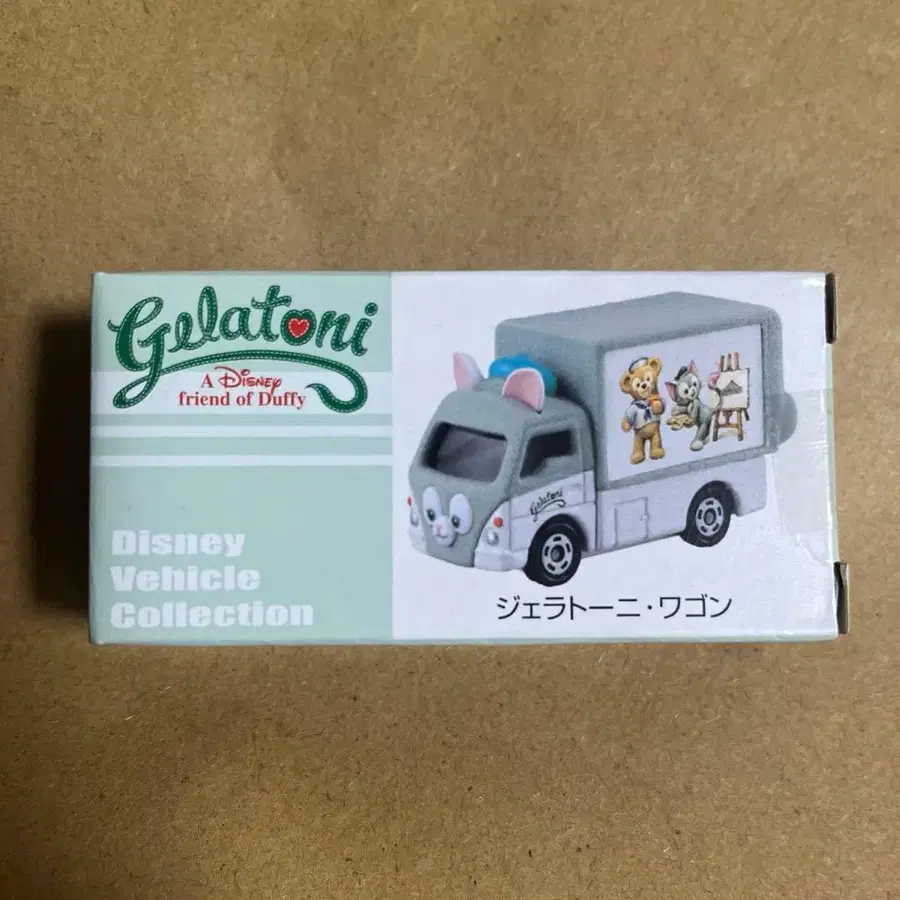 Gelatoni
A Disney
friend of Duffy
Disney
Vehicle
Collection
Gelatoni
ジェラトーニ・ワゴン